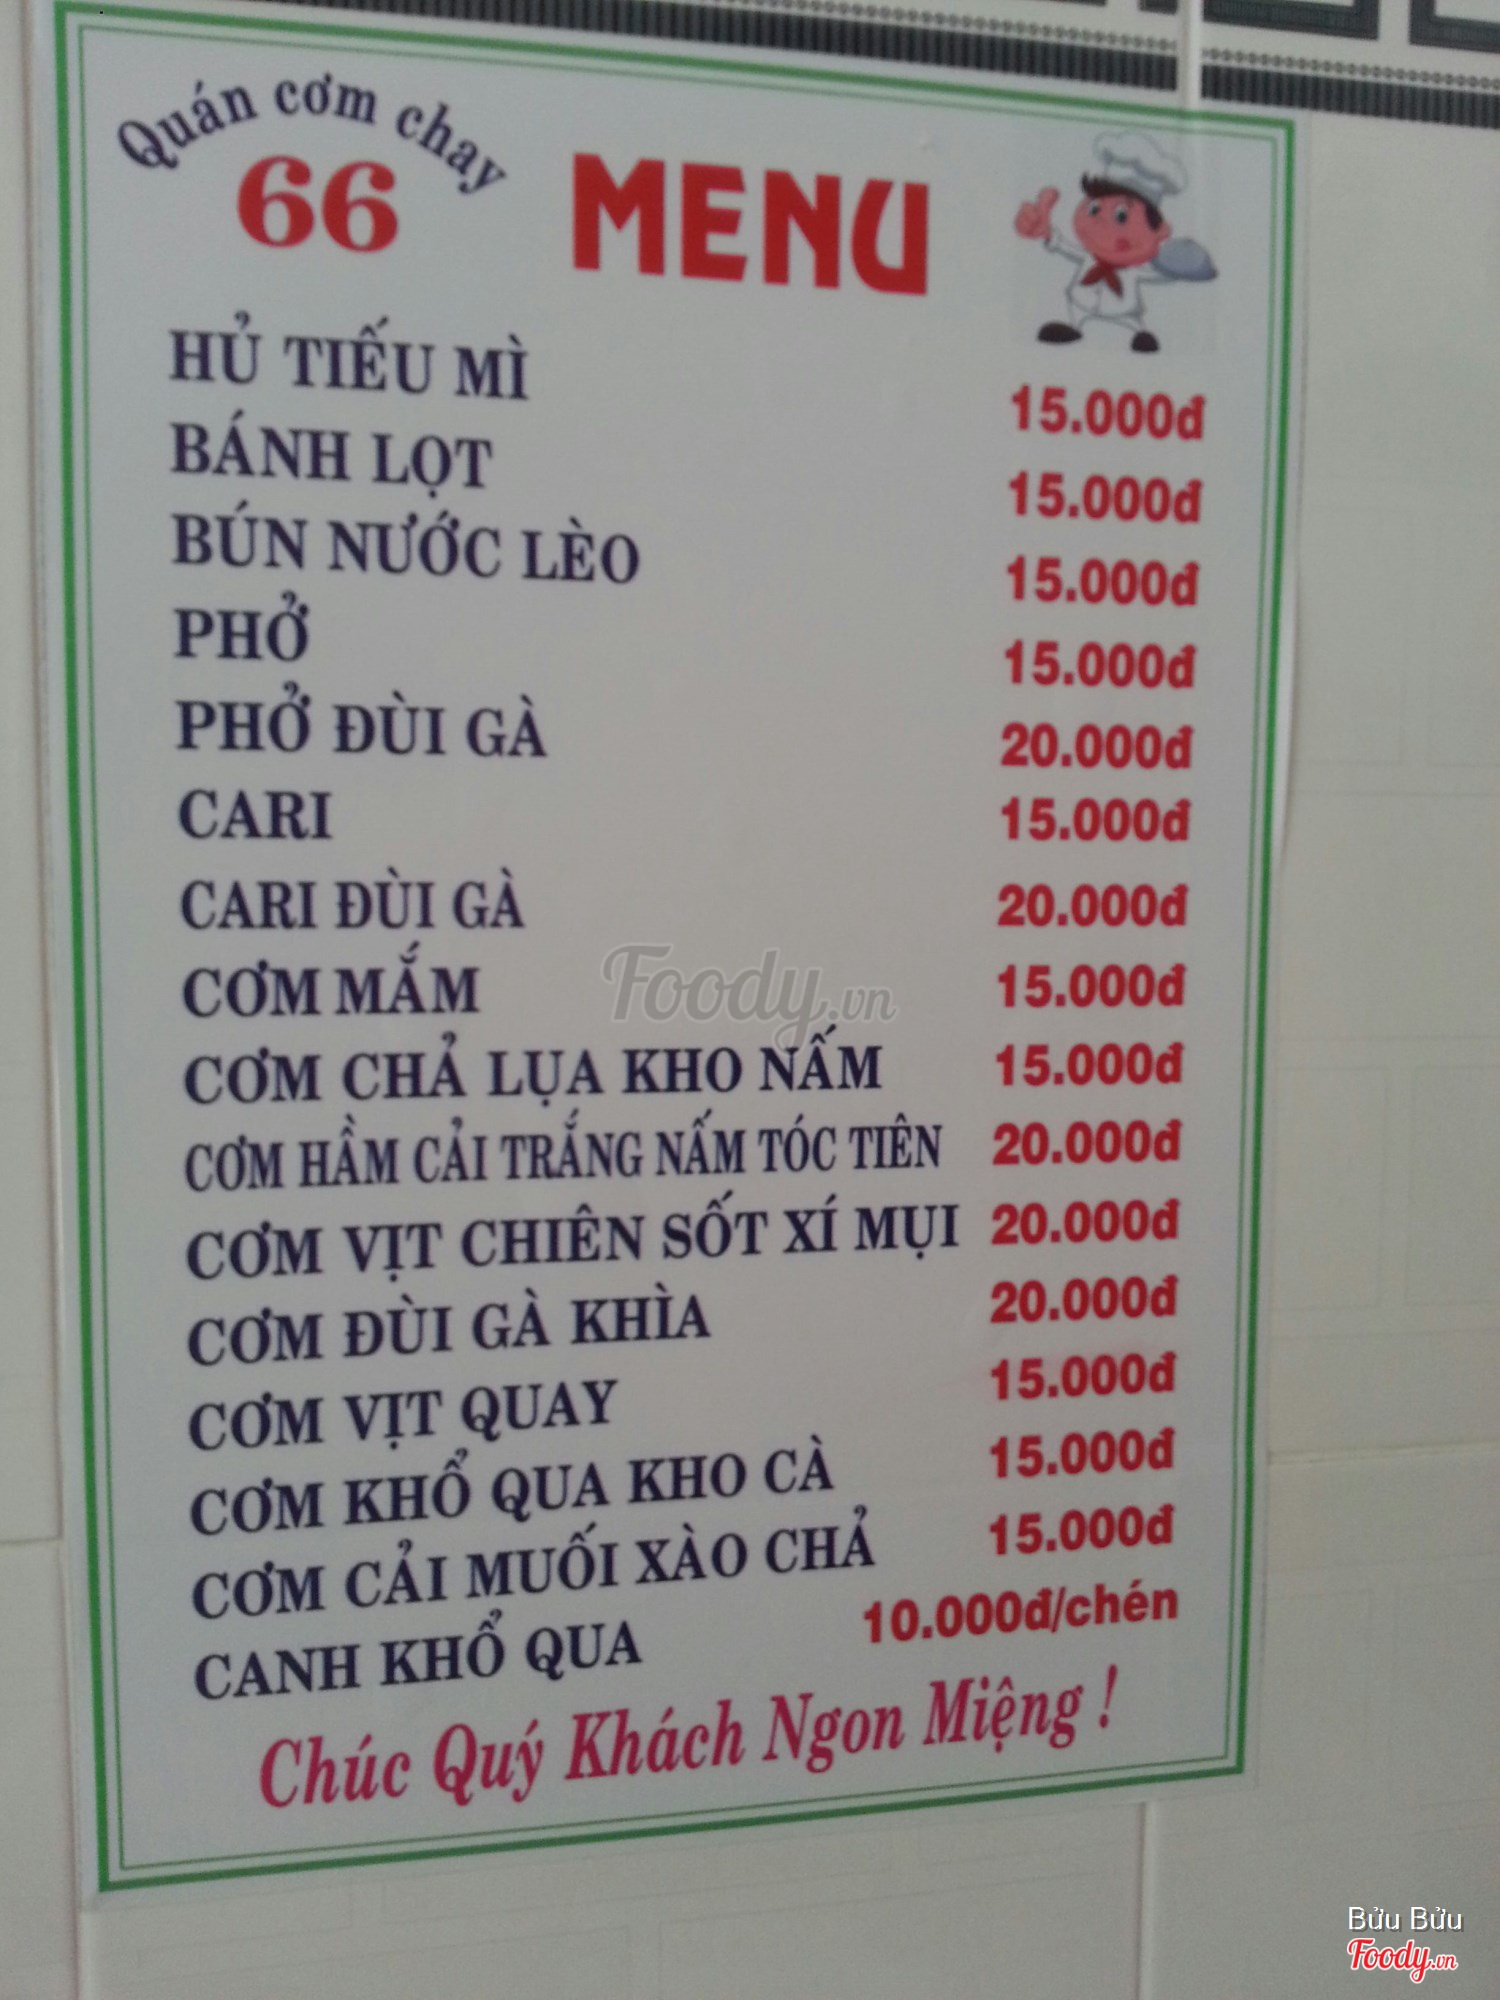 Quán cơm chay
66 MENU
HỦ TIẾU MÌ 15.000đ
BÁNH LỌT 15.000đ
BÚN NƯỚC LÈO 15.000đ
PHỞ 15.000đ
PHỞ ĐÙI GÀ 20.000đ
CARI 15.000đ
CARI ĐÙI GÀ 20.000đ
CƠM MẮM 15.000đ
CƠM CHẢ LỤA KHO NẤM 15.000đ
CƠM HẦM CẢI TRẮNG NẤM TÓC TIÊN 20.000đ
CƠM VỊT CHIÊN SỐT XÍ MỤI 20.000đ
CƠM ĐÙI GÀ KHÌA 20.000đ
CƠM VỊT QUAY 15.000đ
CƠM KHỔ QUA KHO CÀ 15.000đ
CƠM CẢI MUỐI XÀO CHẢ 15.000đ
CANH KHỔ QUA 10.000đ/chén
Chúc Quý Khách Ngon Miệng !
Foody.vn
Bửu Bửu
Foody.vn